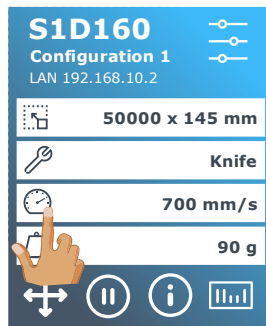 S1D160
Configuration 1
LAN 192.168.10.2
50000 x 145 mm
Knife
700 mm/s
90 g